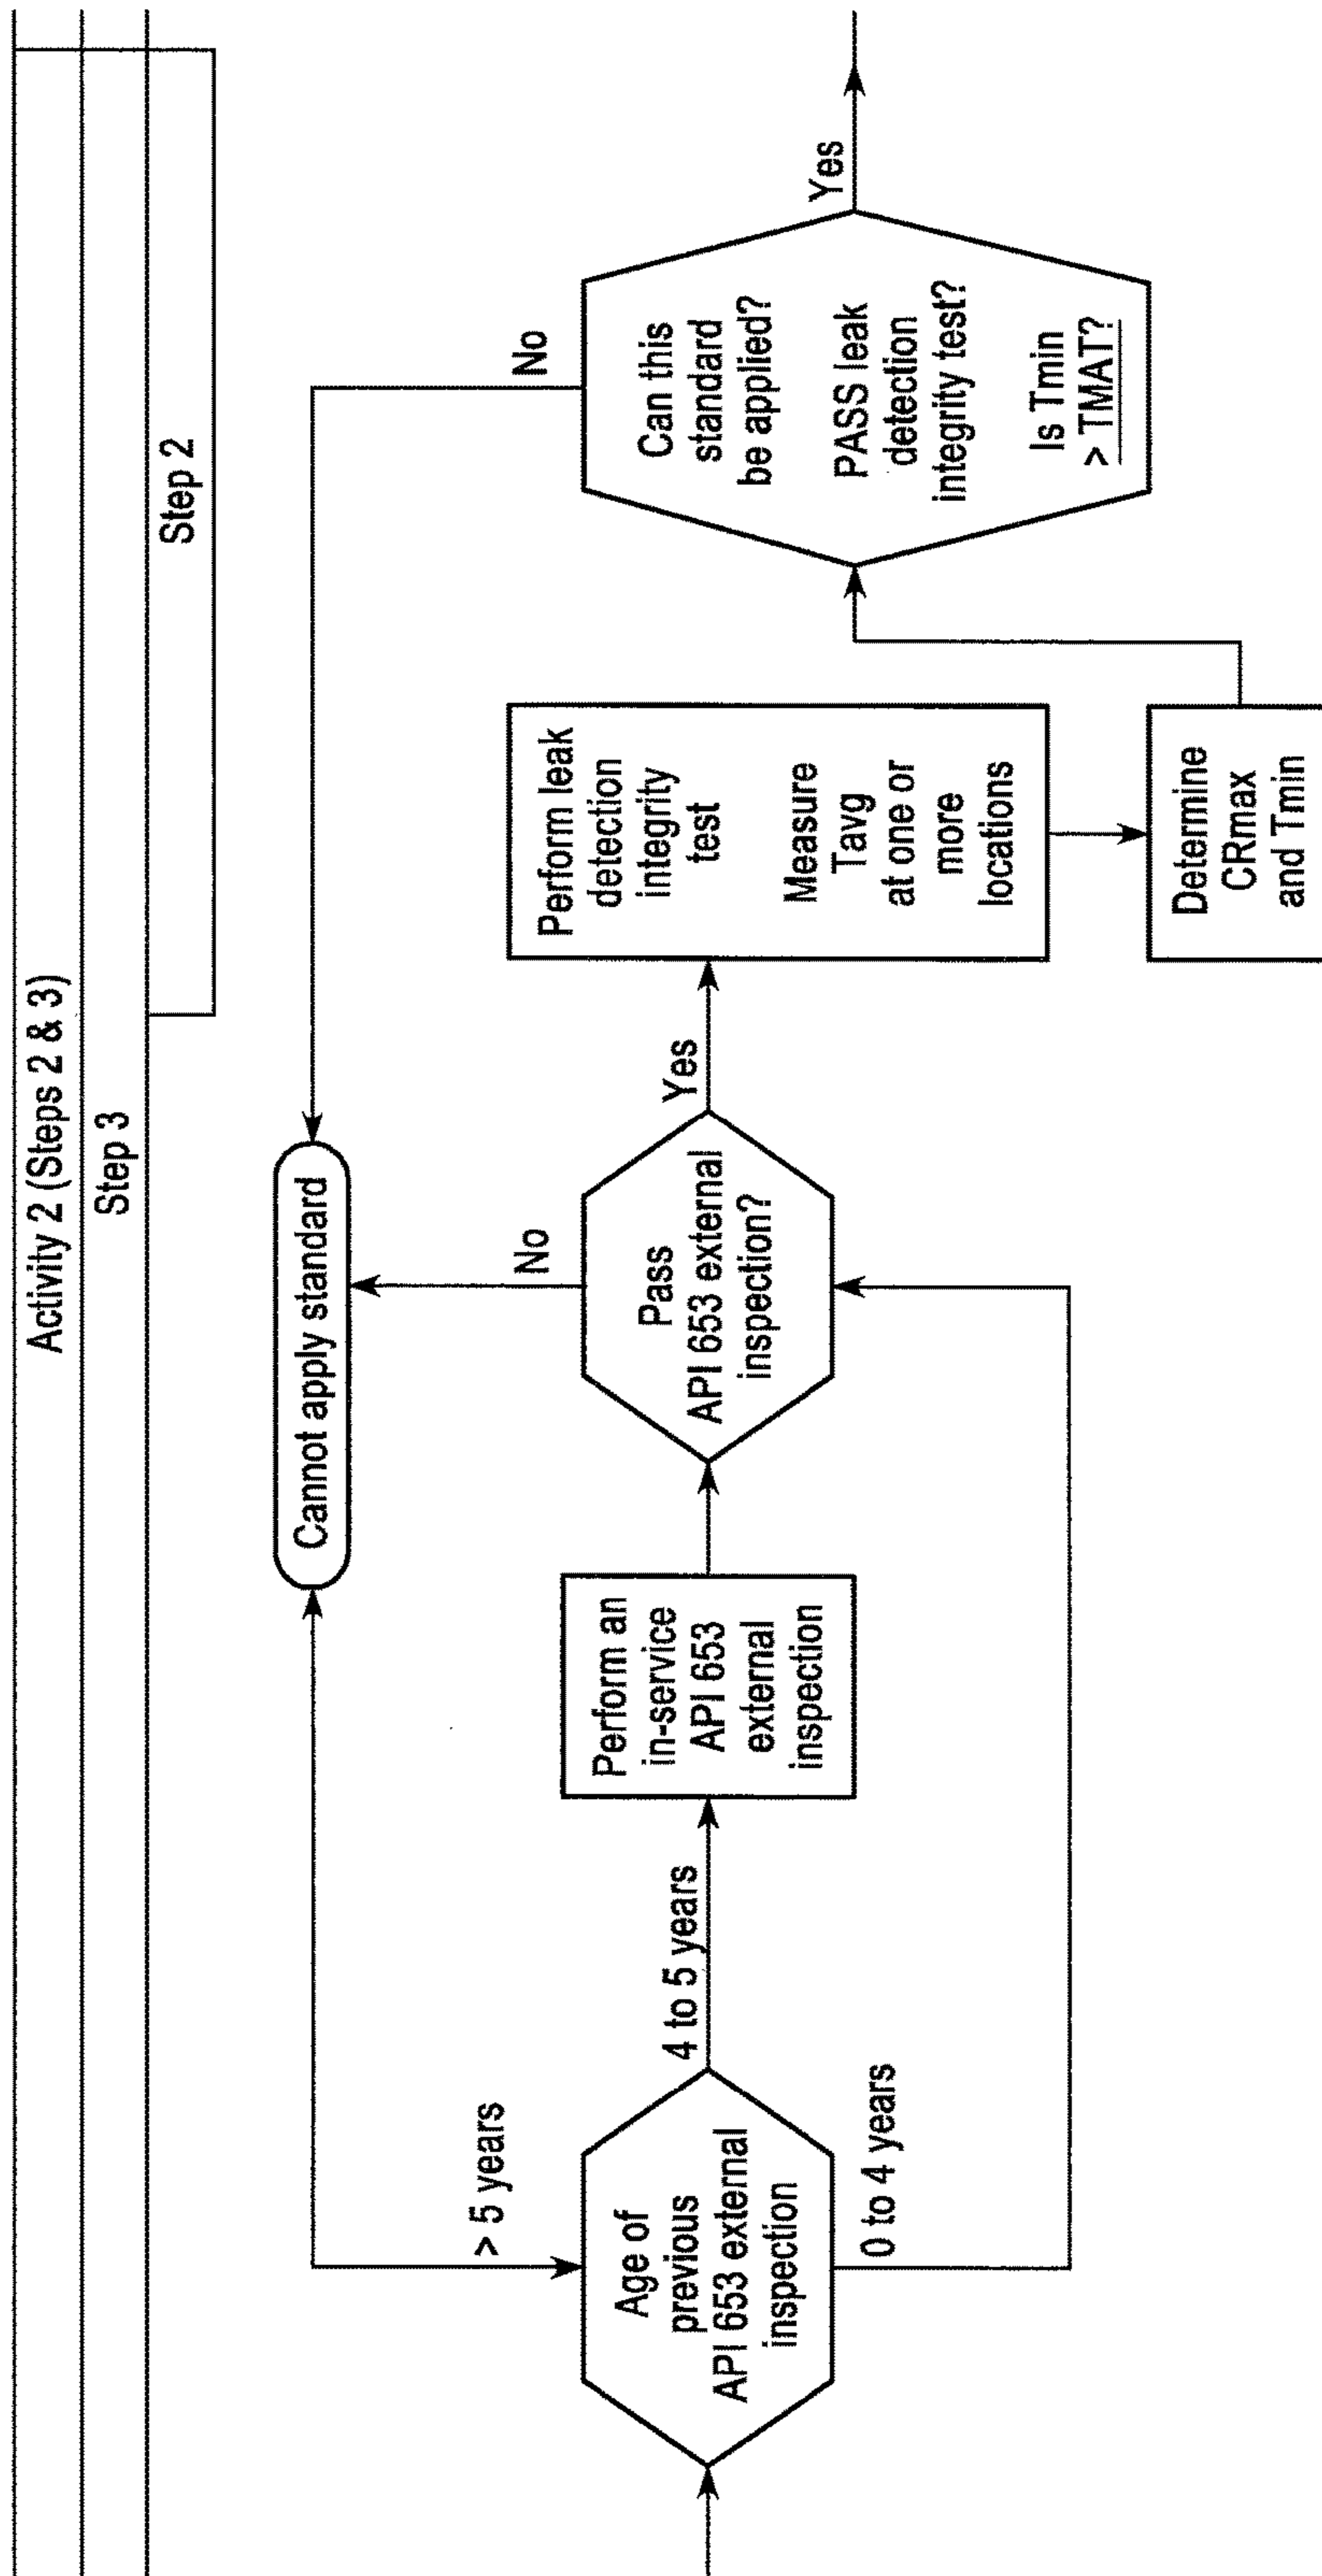 Activity 2 (Steps 2 & 3)
Step 3
Step 2
Cannot apply standard
> 5 years
Age of
previous
API 653 external
inspection
4 to 5 years
0 to 4 years
Perform an
in-service
API 653
external
inspection
No
Pass
API 653 external
inspection?
Yes
Perform leak
detection
integrity
test
Measure
Tavg
at one or
more
locations
Determine
CRmax
and Tmin
No
Can this
standard
be applied?
PASS leak
detection
integrity test?
Is Tmin
> TMAT?
Yes